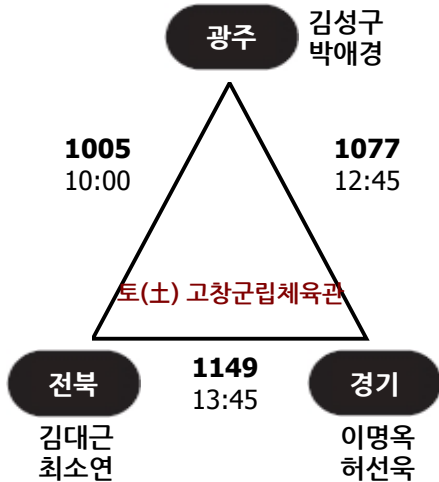 광주
김성구
박애경
1005
10:00
1077
12:45
토(土) 고창군립체육관
전북
1149
13:45
경기
김대근
최소연
이명옥
허선욱